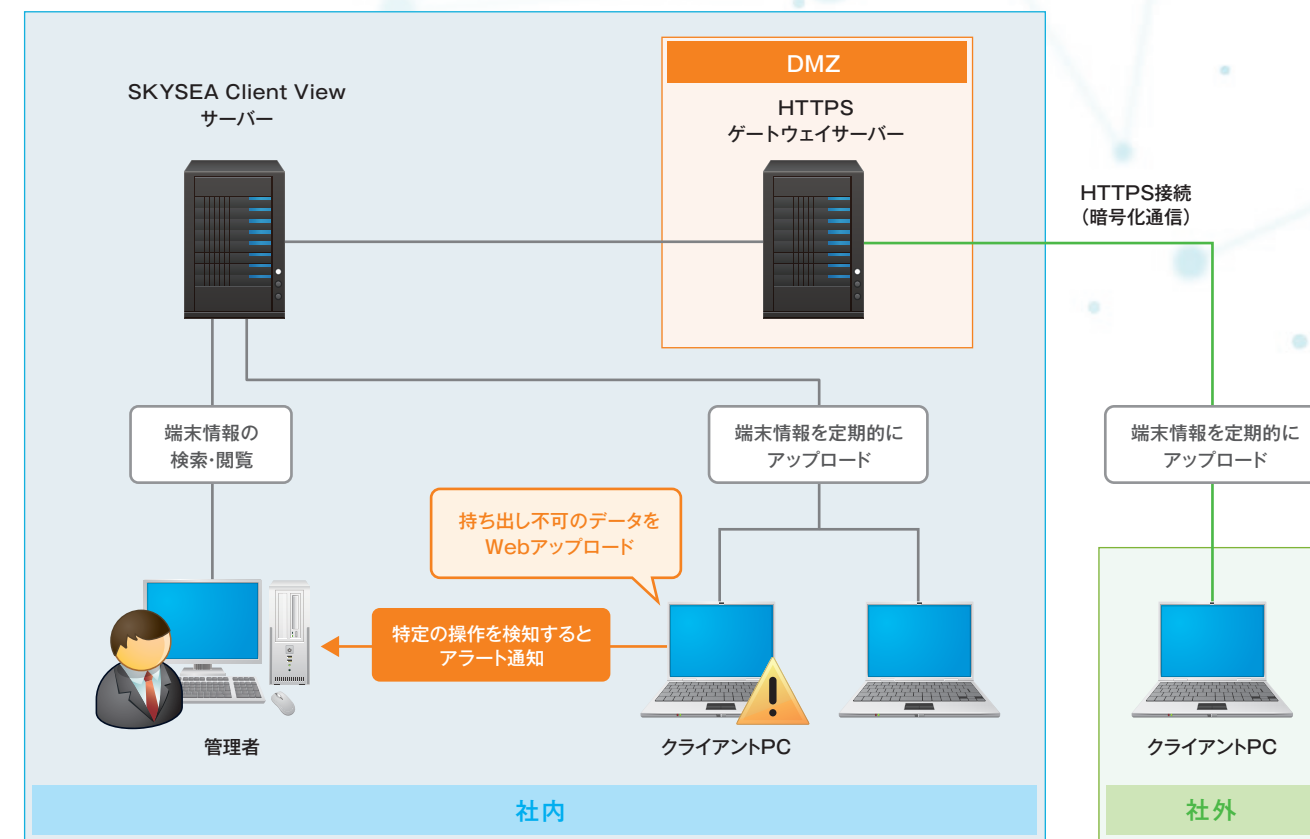 DMZ
SKYSEA Client View
サーバー
HTTPS
ゲートウェイサーバー
HTTPS接続
（暗号化通信）
端末情報の
検索・閲覧
端末情報を定期的に
アップロード
端末情報を定期的に
アップロード
持ち出し不可のデータを
Webアップロード
特定の操作を検知すると
アラート通知
管理者
クライアントPC
クライアントPC
社内
社外